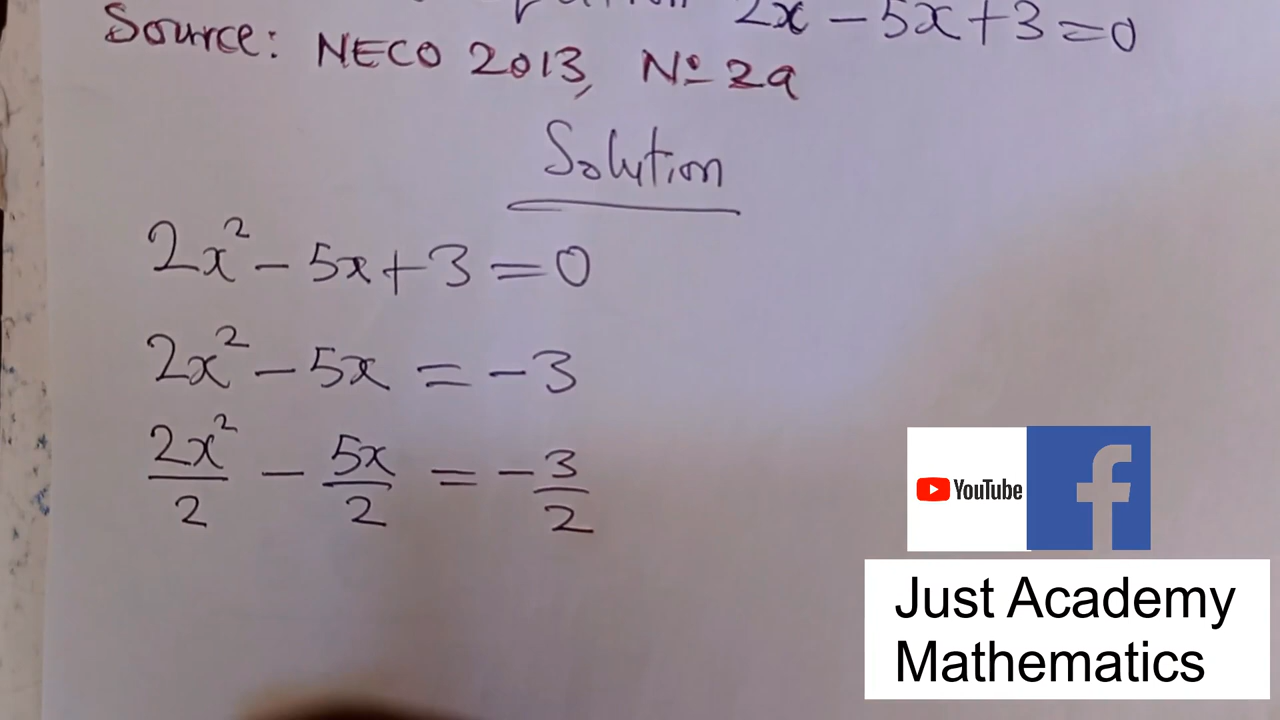 2x - 5x + 3 = 0
Source: NECO 2013, No 2a
Solution
2x² - 5x + 3 = 0
2x² - 5x = -3
2x²/2 - 5x/2 = -3/2
YouTube
Just Academy
Mathematics